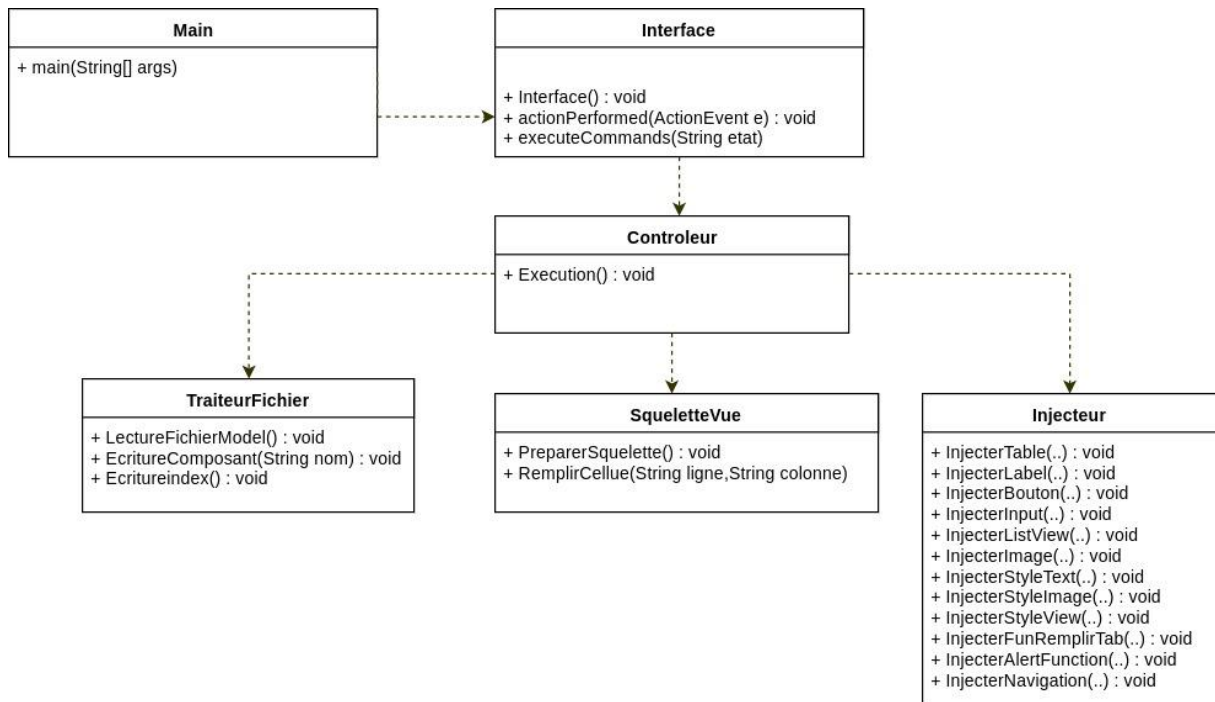 Main
+ main(String[] args)
Interface
+ Interface() : void
+ actionPerformed(ActionEvent e) : void
+ executeCommands(String etat)
Controleur
+ Execution() : void
TraiteurFichier
+ LectureFichierModel() : void
+ EcritureComposant(String nom) : void
+ Ecritureindex() : void
SqueletteVue
+ PreparerSquelette() : void
+ RemplirCellue(String ligne,String colonne)
Injecteur
+ InjecterTable(..) : void
+ InjecterLabel(..) : void
+ InjecterBouton(..) : void
+ InjecterInput(..) : void
+ InjecterListView(..) : void
+ InjecterImage(..) : void
+ InjecterStyleText(..) : void
+ InjecterStyleImage(..) : void
+ InjecterStyleView(..) : void
+ InjecterFunRemplirTab(..) : void
+ InjecterAlertFunction(..) : void
+ InjecterNavigation(..) : void